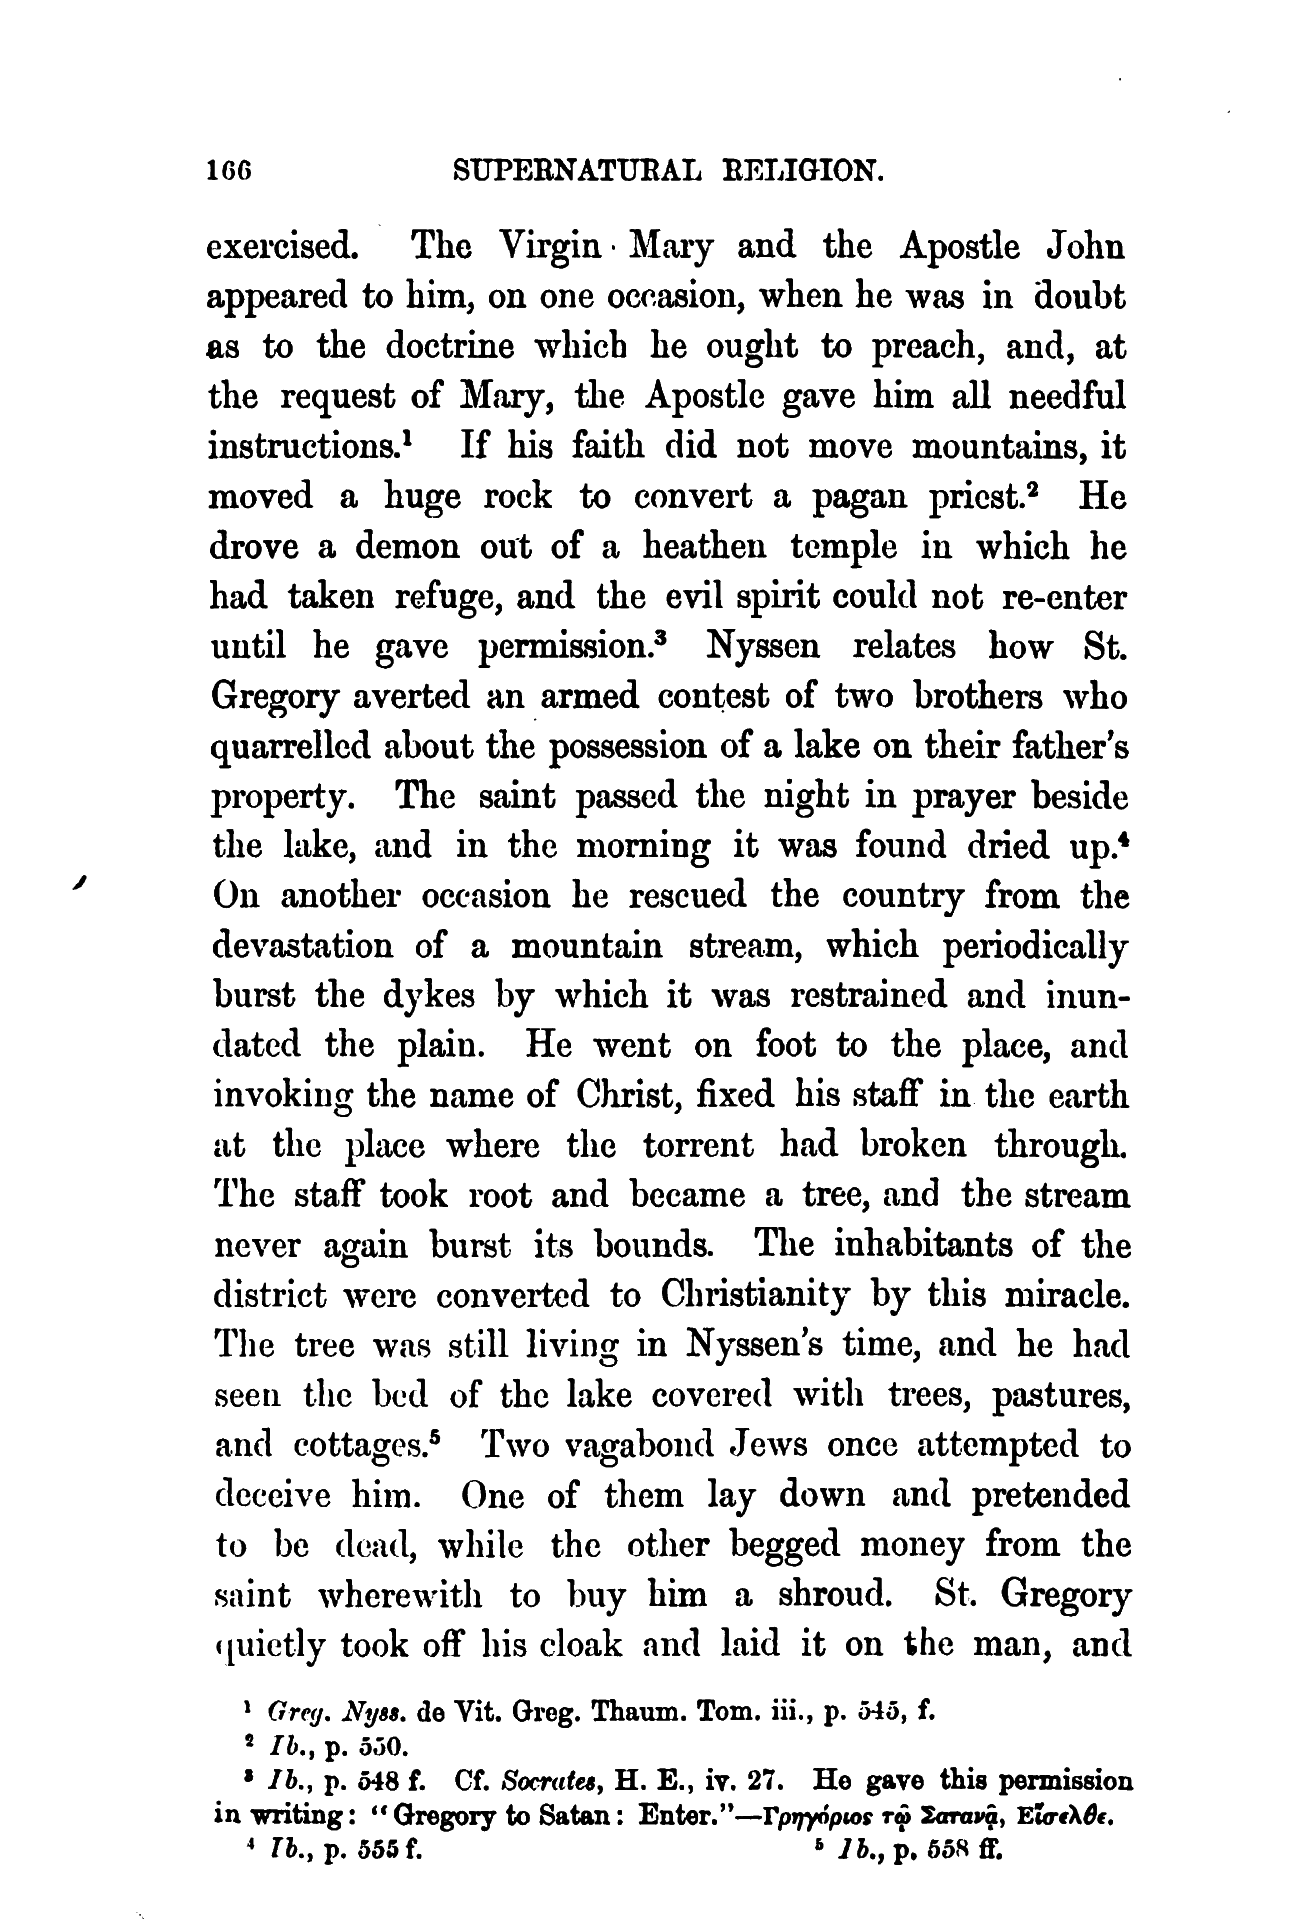 166 SUPERNATURAL RELIGION.
exercised. The Virgin Mary and the Apostle John
appeared to him, on one occasion, when he was in doubt
as to the doctrine which he ought to preach, and, at
the request of Mary, the Apostle gave him all needful
instructions.¹ If his faith did not move mountains, it
moved a huge rock to convert a pagan priest.² He
drove a demon out of a heathen temple in which he
had taken refuge, and the evil spirit could not re-enter
until he gave permission.³ Nyssen relates how St.
Gregory averted an armed contest of two brothers who
quarrelled about the possession of a lake on their father's
property. The saint passed the night in prayer beside
the lake, and in the morning it was found dried up.⁴
On another occasion he rescued the country from the
devastation of a mountain stream, which periodically
burst the dykes by which it was restrained and inun-
dated the plain. He went on foot to the place, and
invoking the name of Christ, fixed his staff in the earth
at the place where the torrent had broken through.
The staff took root and became a tree, and the stream
never again burst its bounds. The inhabitants of the
district were converted to Christianity by this miracle.
The tree was still living in Nyssen's time, and he had
seen the bed of the lake covered with trees, pastures,
and cottages.⁵ Two vagabond Jews once attempted to
deceive him. One of them lay down and pretended
to be dead, while the other begged money from the
saint wherewith to buy him a shroud. St. Gregory
quietly took off his cloak and laid it on the man, and
¹ Greg. Nyss. de Vit. Greg. Thaum. Tom. iii., p. 545, f.
² Ib., p. 550.
³ Ib., p. 548 f. Cf. Socrates, H. E., iv. 27. He gave this permission
in writing: "Gregory to Satan: Enter."—Γρηγόριος τῷ Σατανᾷ, Εἴσελθε.
⁴ Ib., p. 555 f. ⁵ Ib., p. 558 ff.